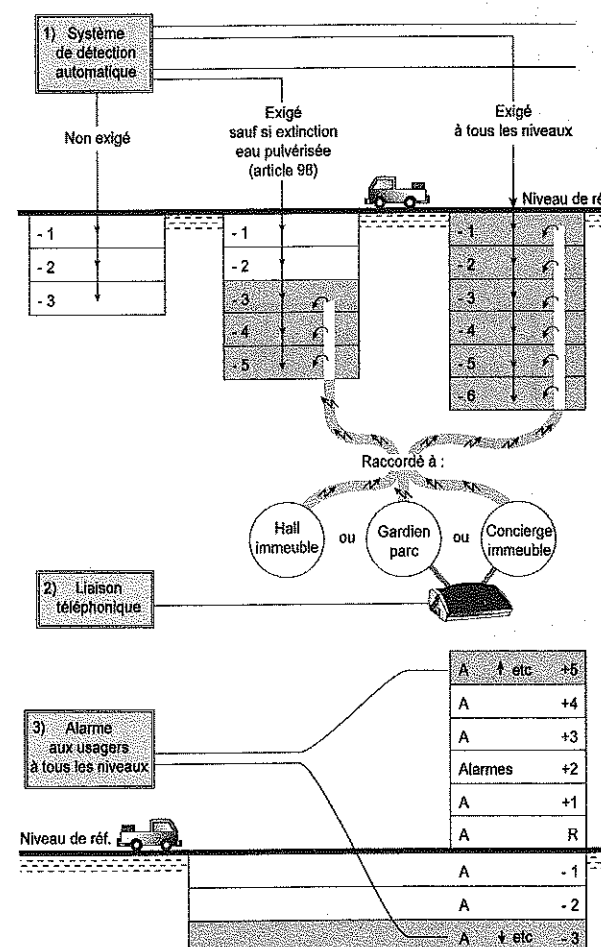 1) Système
de détection
automatique
Non exigé
Exigé
sauf si extinction
eau pulvérisée
(article 98)
Exigé
à tous les niveaux
Niveau de ré
- 1
- 2
- 3
- 1
- 2
- 3
- 4
- 5
- 1
- 2
- 3
- 4
- 5
- 6
Raccordé à :
Hall
immeuble
ou
Gardien
parc
ou
Concierge
immeuble
2) Liaison
téléphonique
3) Alarme
aux usagers
à tous les niveaux
A ↑ etc +5
A +4
A +3
Alarmes +2
A +1
A R
Niveau de réf.
A - 1
A - 2
A ↓ etc - 3